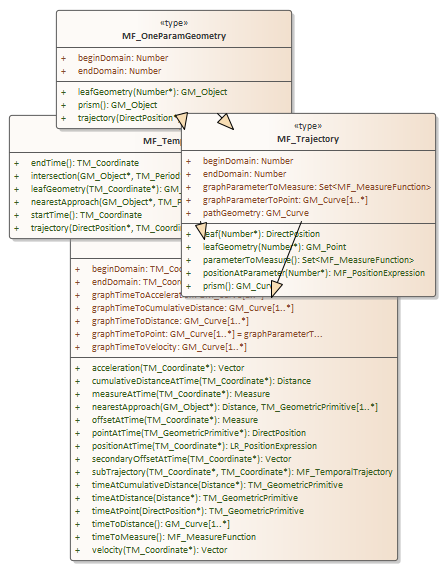 «type»
MF_OneParamGeometry
+ beginDomain: Number
+ endDomain: Number
+ leafGeometry(Number*): GM_Object
+ prism(): GM_Object
+ trajectory(DirectPosition*
«type»
MF_Trajectory
+ beginDomain: Number
+ endDomain: Number
+ graphParameterToMeasure: Set<MF_MeasureFunction>
+ graphParameterToPoint: GM_Curve[1..*]
+ pathGeometry: GM_Curve
+ leaf(Number*): DirectPosition
+ leafGeometry(Number*): GM_Point
+ parameterToMeasure(): Set<MF_MeasureFunction>
+ positionAtParameter(Number*): MF_PositionExpression
+ prism(): GM_Curve
MF_Tem
+ endTime(): TM_Coordinate
+ intersection(GM_Object*, TM_Period
+ leafGeometry(TM_Coordinate*): GM_
+ nearestApproach(GM_Object*, TM_P
+ startTime(): TM_Coordinate
+ trajectory(DirectPosition*, TM_Coordin
+ beginDomain: TM_Coo
+ endDomain: TM_Coor
+ graphTimeToAccelerat
+ graphTimeToCumulativeDistance: GM_Curve[1..*]
+ graphTimeToDistance: GM_Curve[1..*]
+ graphTimeToPoint: GM_Curve[1..*] = graphParameterT...
+ graphTimeToVelocity: GM_Curve[1..*]
+ acceleration(TM_Coordinate*): Vector
+ cumulativeDistanceAtTime(TM_Coordinate*): Distance
+ measureAtTime(TM_Coordinate*): Measure
+ nearestApproach(GM_Object*): Distance, TM_GeometricPrimitive[1..*]
+ offsetAtTime(TM_Coordinate*): Measure
+ pointAtTime(TM_GeometricPrimitive*): DirectPosition
+ positionAtTime(TM_Coordinate*): LR_PositionExpression
+ secondaryOffsetAtTime(TM_Coordinate*): Vector
+ subTrajectory(TM_Coordinate*, TM_Coordinate*): MF_TemporalTrajectory
+ timeAtCumulativeDistance(Distance*): TM_GeometricPrimitive
+ timeAtDistance(Distance*): TM_GeometricPrimitive
+ timeAtPoint(DirectPosition*): TM_GeometricPrimitive
+ timeToDistance(): GM_Curve[1..*]
+ timeToMeasure(): MF_MeasureFunction
+ velocity(TM_Coordinate*): Vector